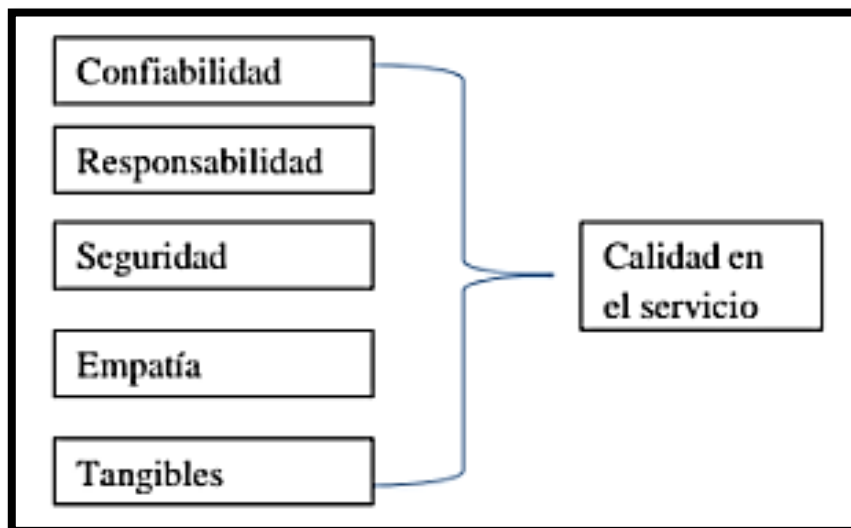 Confiabilidad
Responsabilidad
Seguridad
Empatía
Tangibles
Calidad en
el servicio